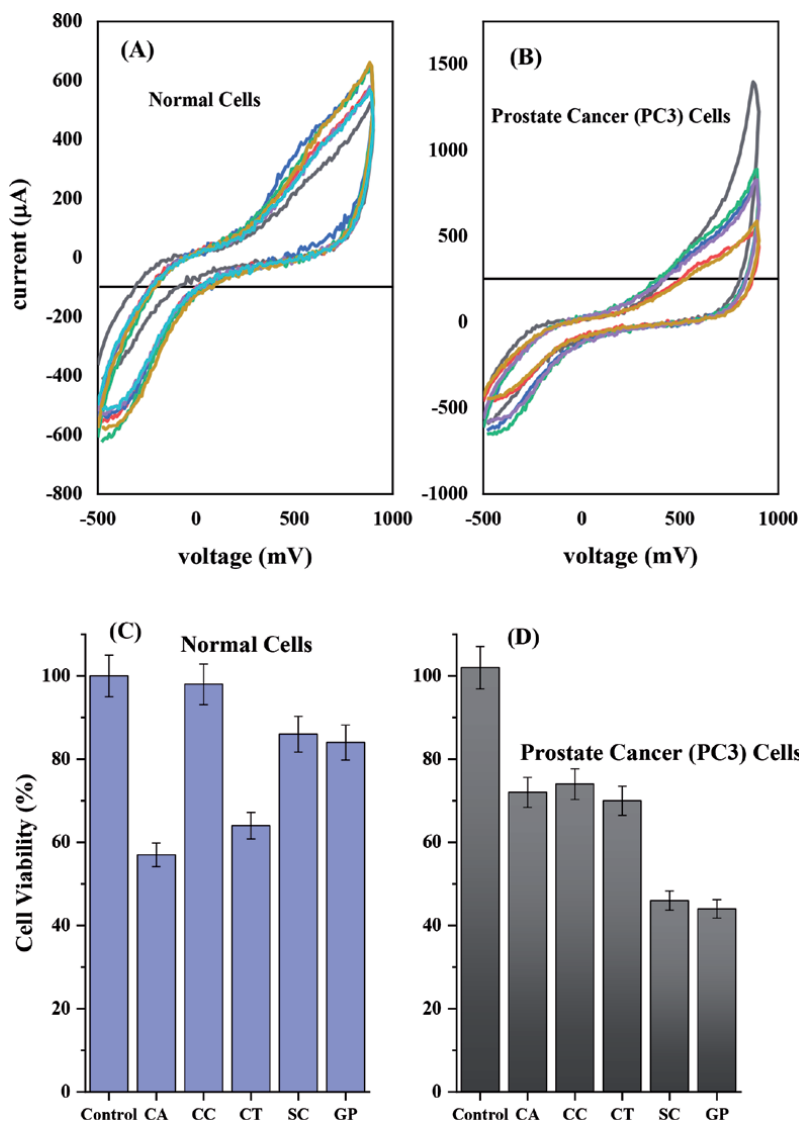 (A)
Normal Cells
800
600
400
200
0
-200
-400
-600
-800
current (µA)
-500 0 500 1000
voltage (mV)
(B)
Prostate Cancer (PC3) Cells
1500
1000
500
0
-500
-1000
-500 0 500 1000
voltage (mV)
(C)
Normal Cells
100
80
60
40
20
0
Cell Viability (%)
Control CA CC CT SC GP
(D)
Prostate Cancer (PC3) Cells
100
80
60
40
20
0
Control CA CC CT SC GP